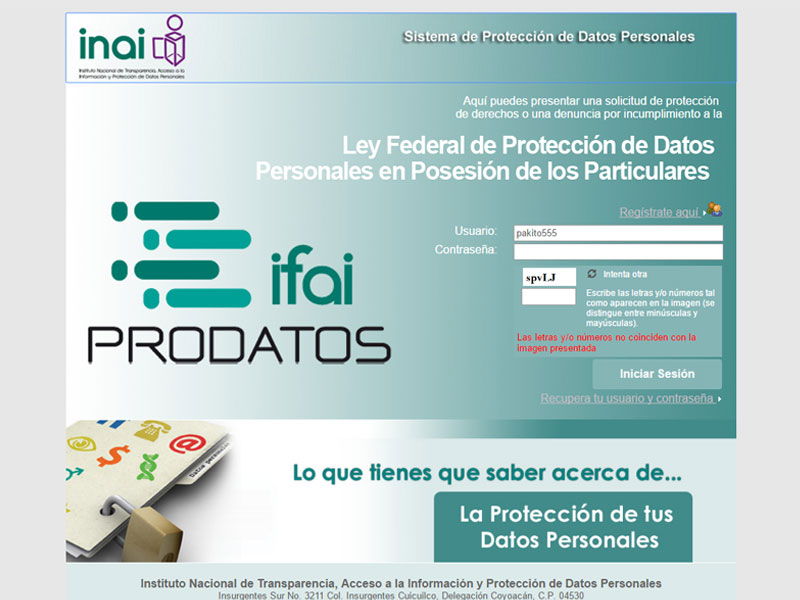 inai
Instituto Nacional de Transparencia, Acceso a la
Información y Protección de Datos Personales
Sistema de Protección de Datos Personales
Aquí puedes presentar una solicitud de protección
de derechos o una denuncia por incumplimiento a la
Ley Federal de Protección de Datos
Personales en Posesión de los Particulares
Regístrate aquí
Usuario:
pakito555
Contraseña:
spvLJ
Intenta otra
Escribe las letras y/o números tal
como aparecen en la imagen (se
distingue entre minúsculas y
mayúsculas).
Las letras y/o números no coinciden con la
imagen presentada
Iniciar Sesión
Recupera tu usuario y contraseña
ifai
PRODATOS
Datos personales
Lo que tienes que saber acerca de...
La Protección de tus
Datos Personales
Instituto Nacional de Transparencia, Acceso a la Información y Protección de Datos Personales
Insurgentes Sur No. 3211 Col. Insurgentes Cuicuilco, Delegación Coyoacán, C.P. 04530